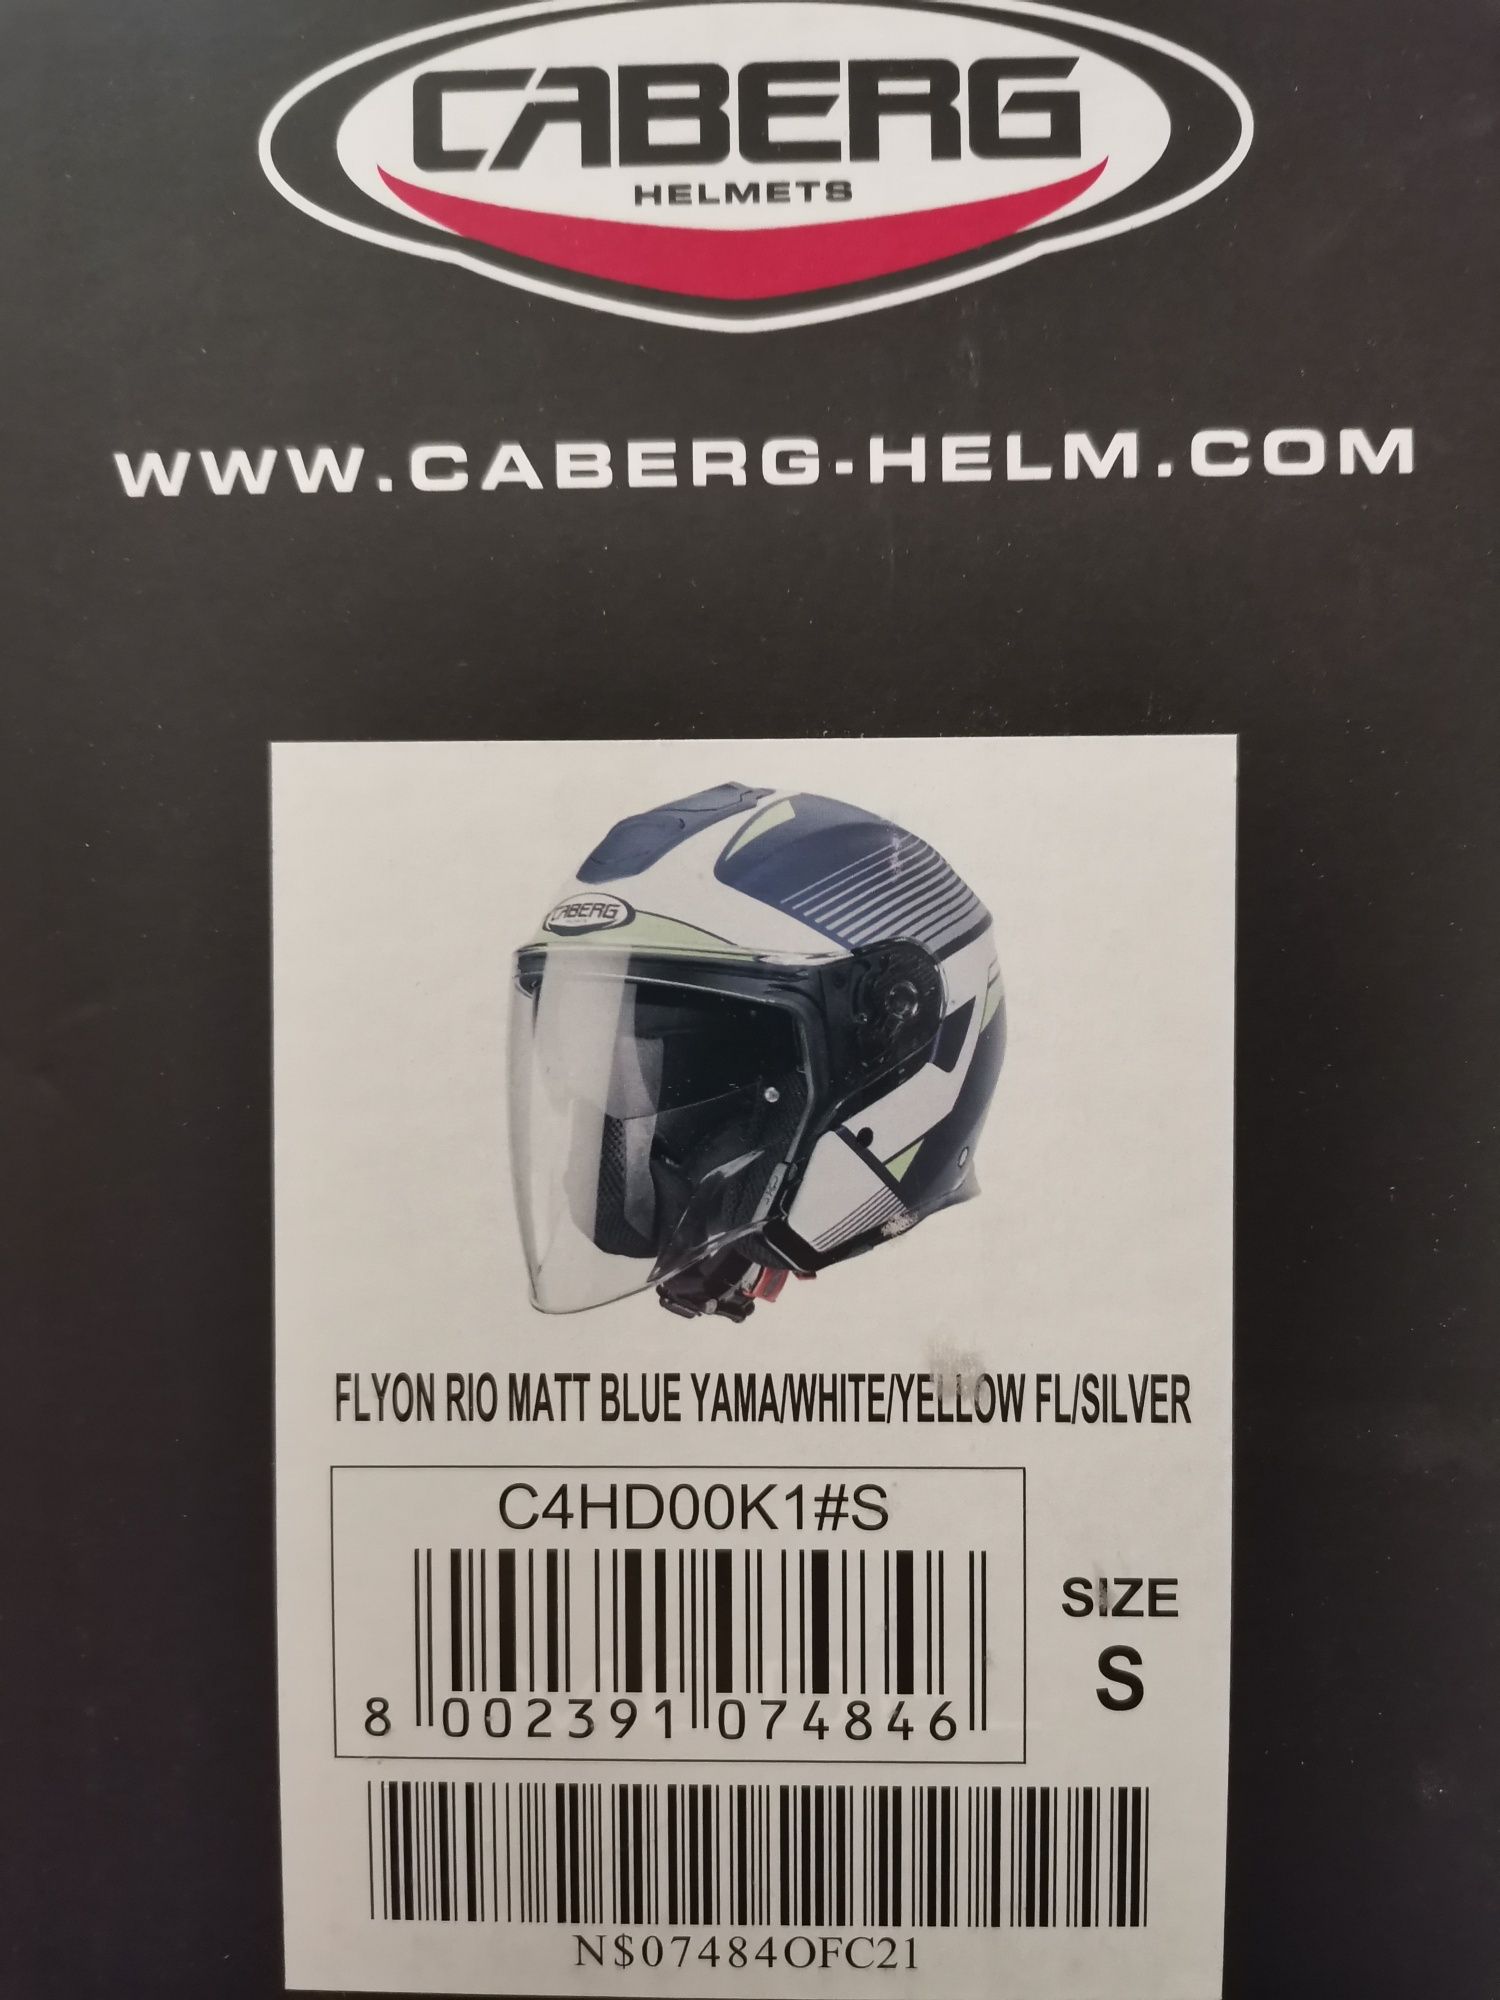 CABERG
HELMETS
WWW.CABERG-HELM.COM
CABERG
FLYON RIO MATT BLUE YAMA/WHITE/YELLOW FL/SILVER
C4HD00K1#S
SIZE
S
8 002391 074846
N$07484OFC21